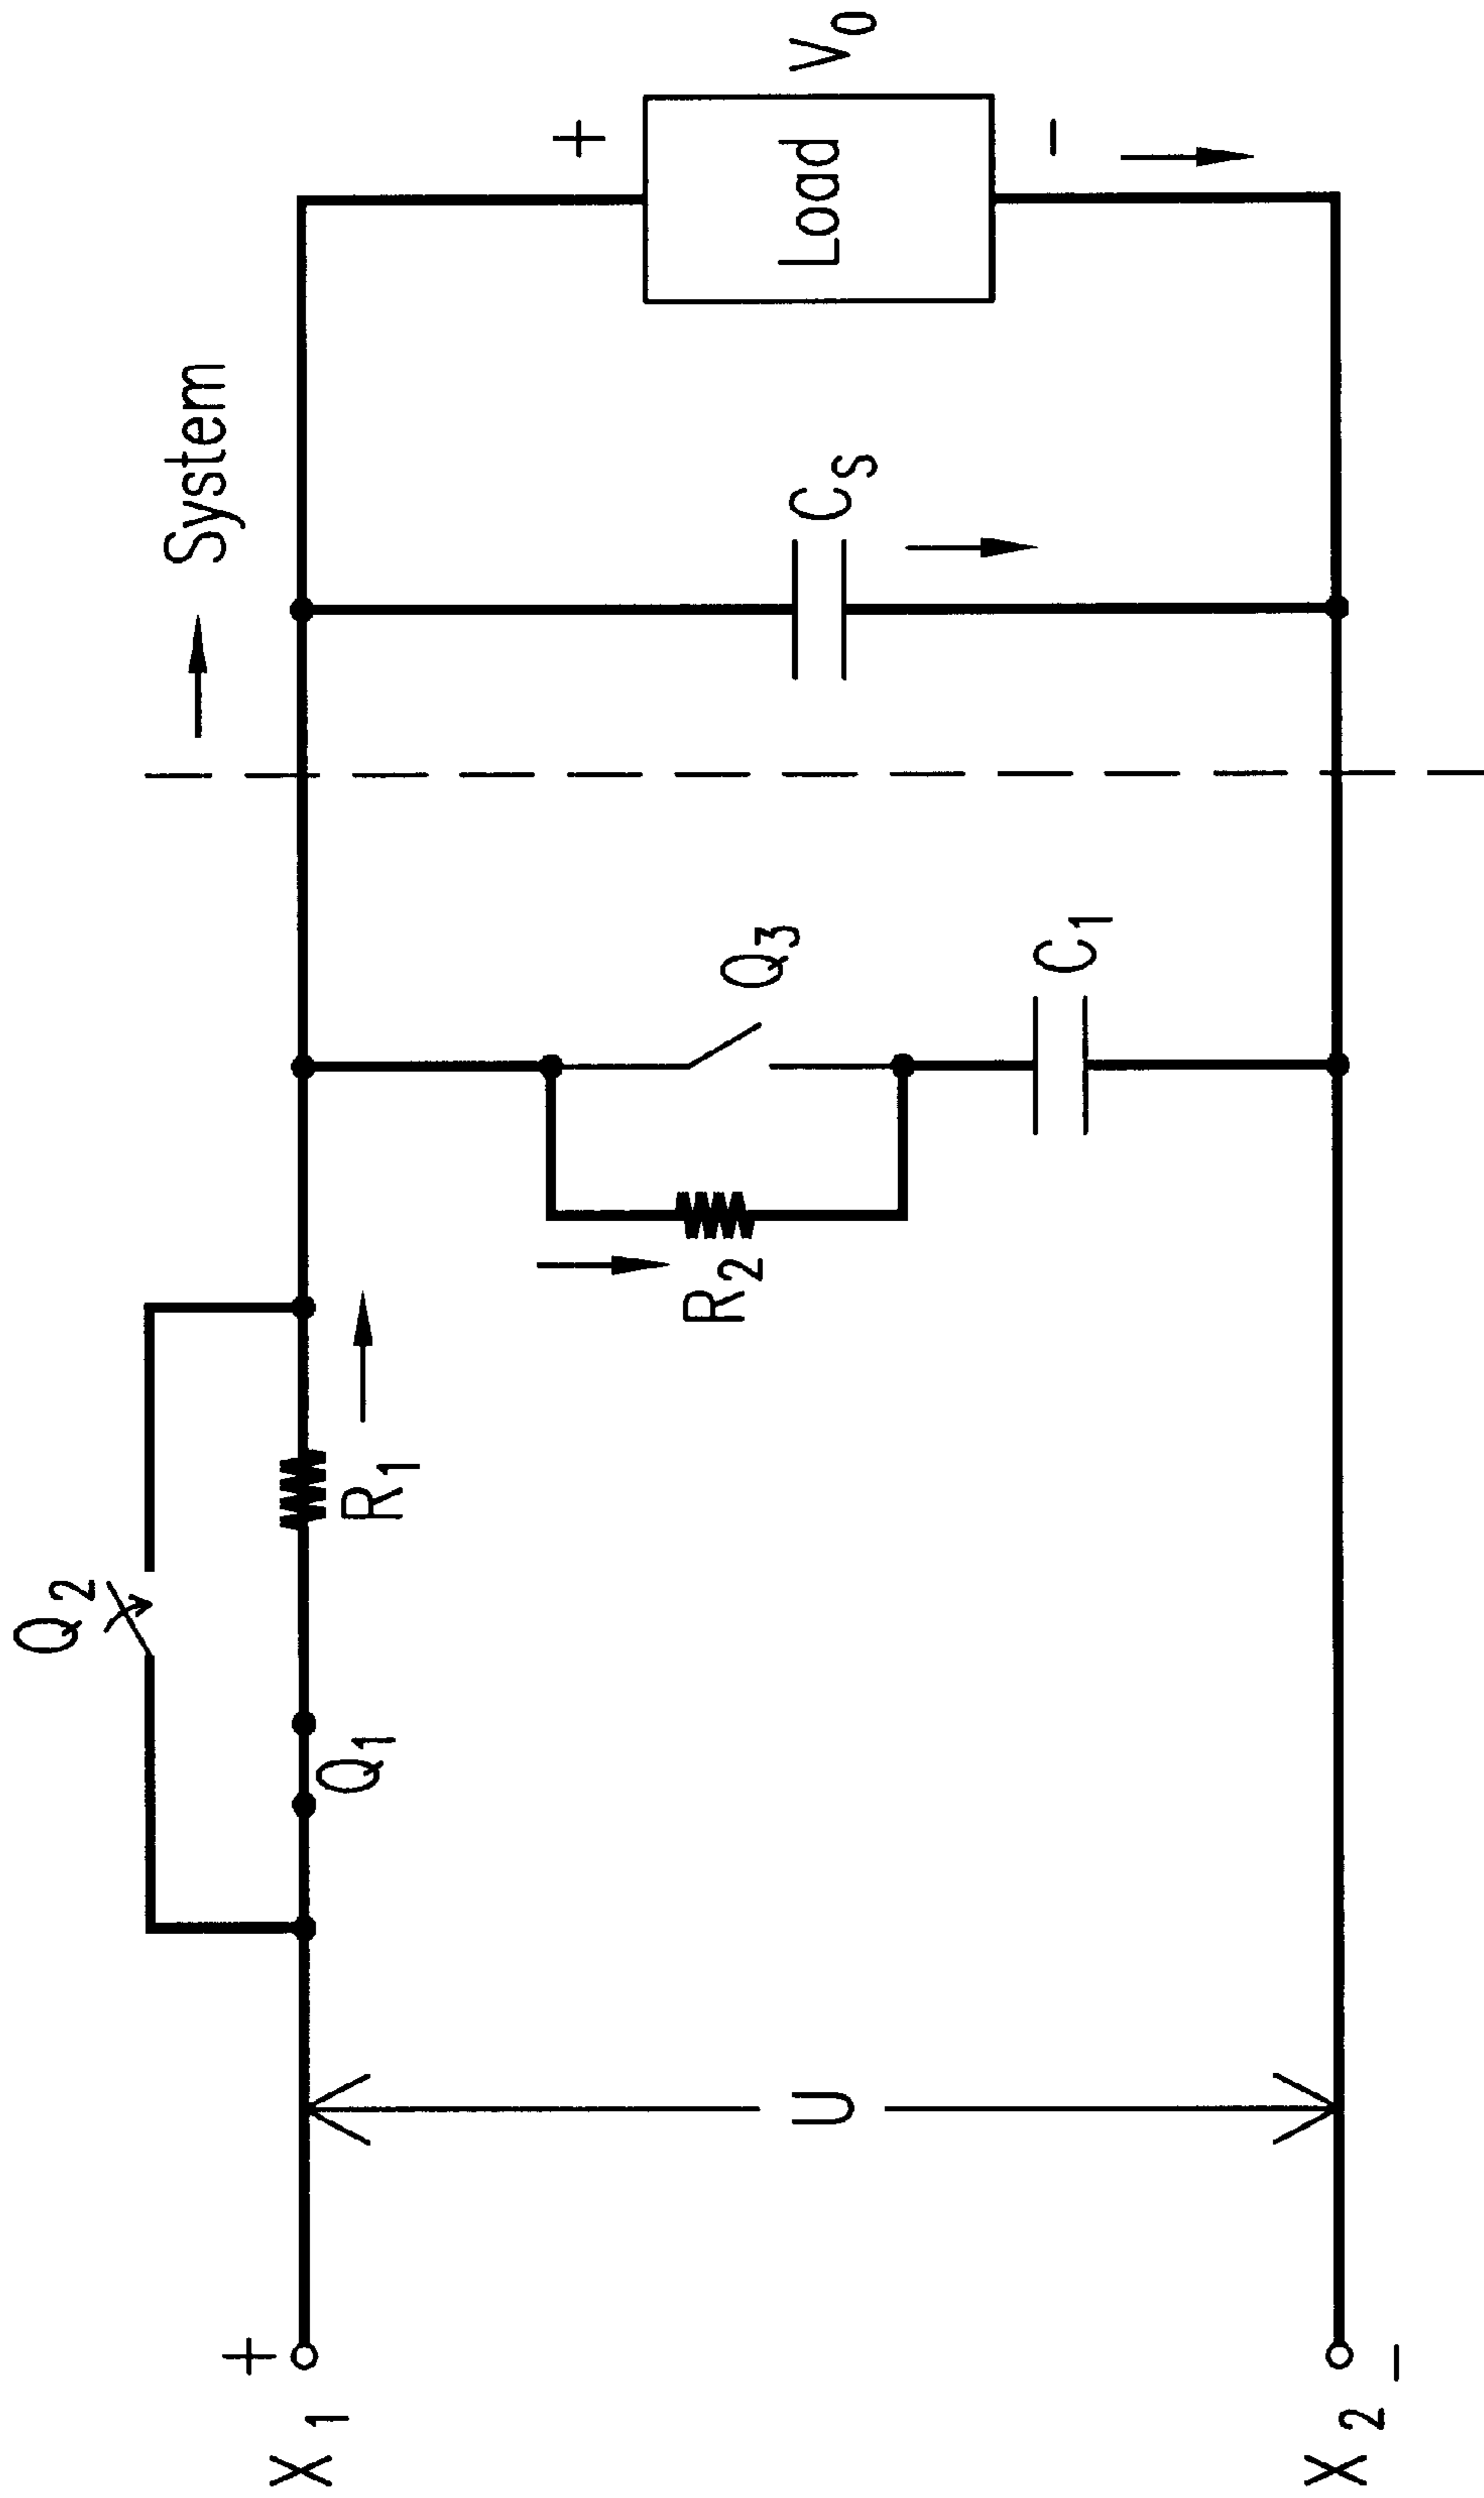 Q2
System
+
X1
Q1
R1
+
R2
Q3
U
Cs
Load
V0
C1
X2
-
-